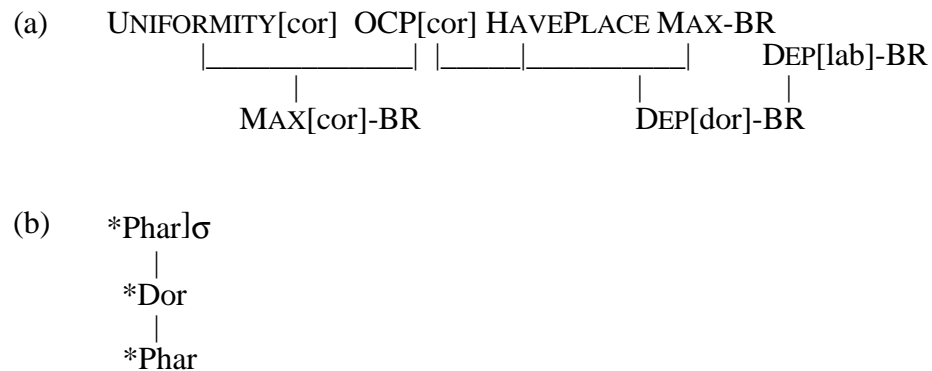 (a) UNIFORMITY[cor] OCP[cor] HAVEPLACE MAX-BR
DEP[lab]-BR
MAX[cor]-BR DEP[dor]-BR
(b) *Phar]σ
*Dor
*Phar